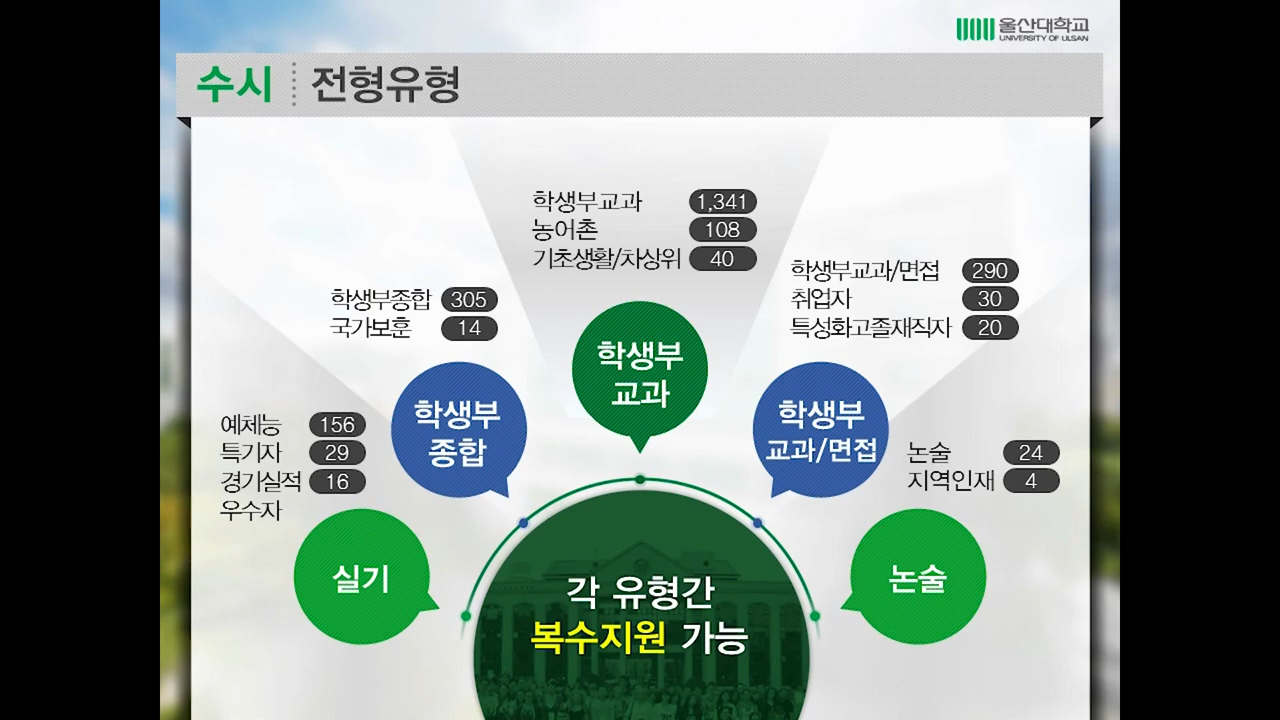 울산대학교
UNIVERSITY OF ULSAN
수시 전형유형
학생부교과 1,341
농어촌 108
기초생활/차상위 40
학생부종합 305
국가보훈 14
학생부교과/면접 290
취업자 30
특성화고졸재직자 20
예체능 156
특기자 29
경기실적 16
우수자
논술 24
지역인재 4
학생부
교과
학생부
종합
학생부
교과/면접
실기
논술
각 유형간
복수지원 가능